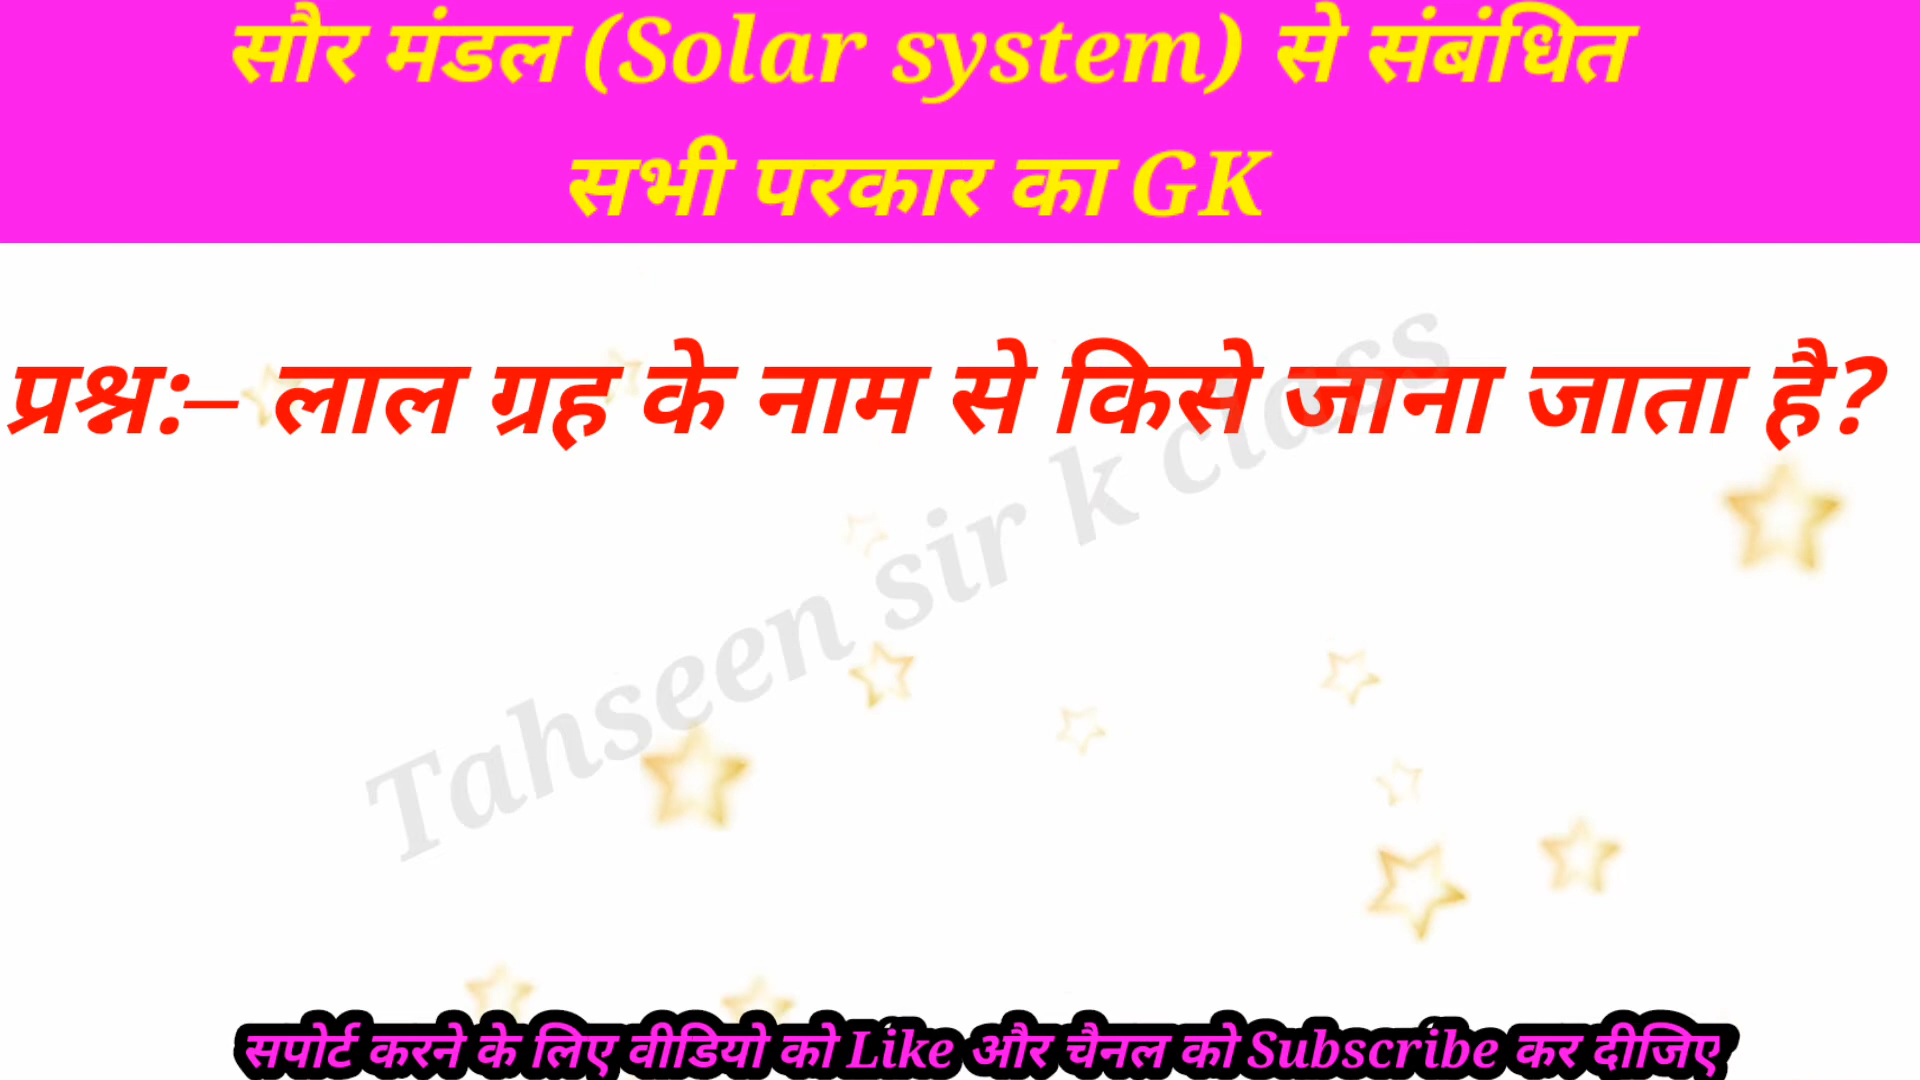 सौर मंडल (Solar system) से संबंधित
सभी परकार का GK
प्रश्न:– लाल ग्रह के नाम से किसे जाना जाता है?
Tahseen sir k class
सपोर्ट करने के लिए वीडियो को Like और चैनल को Subscribe कर दीजिए